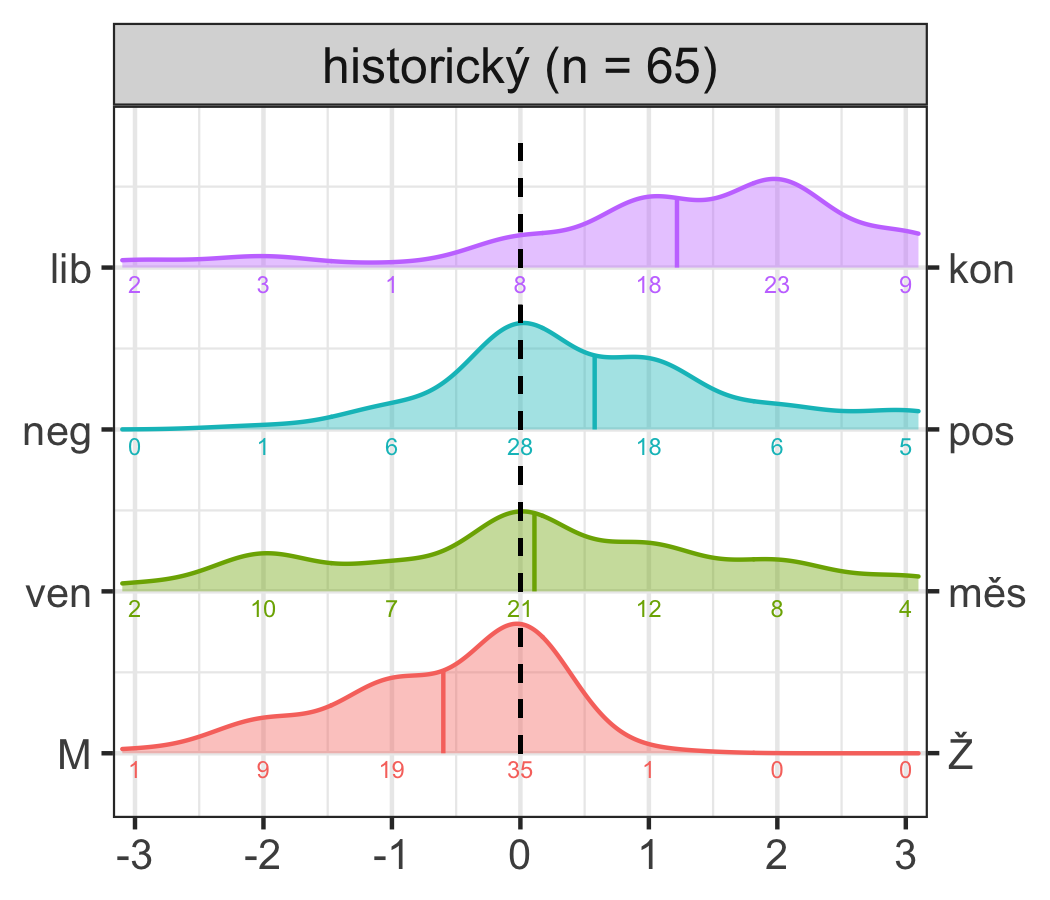 historický (n = 65)
lib kon
2 3 1 8 18 23 9
neg pos
0 1 6 28 18 6 5
ven měs
2 10 7 21 12 8 4
M Ž
1 9 19 35 1 0 0
-3 -2 -1 0 1 2 3